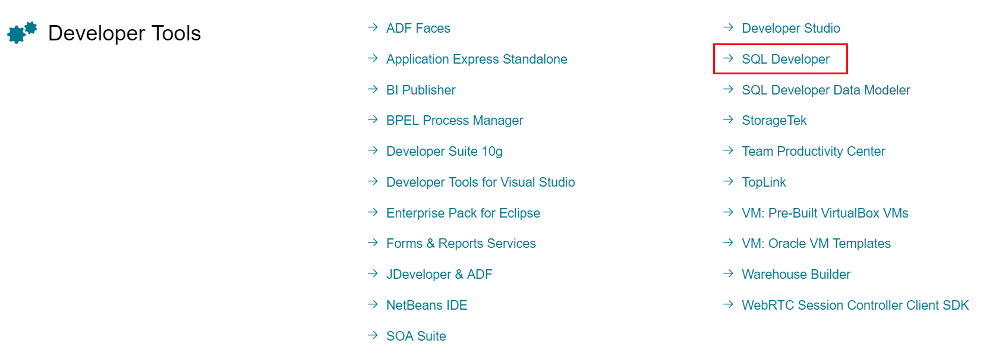 Developer Tools
ADF Faces
Application Express Standalone
BI Publisher
BPEL Process Manager
Developer Suite 10g
Developer Tools for Visual Studio
Enterprise Pack for Eclipse
Forms & Reports Services
JDeveloper & ADF
NetBeans IDE
SOA Suite
Developer Studio
SQL Developer
SQL Developer Data Modeler
StorageTek
Team Productivity Center
TopLink
VM: Pre-Built VirtualBox VMs
VM: Oracle VM Templates
Warehouse Builder
WebRTC Session Controller Client SDK